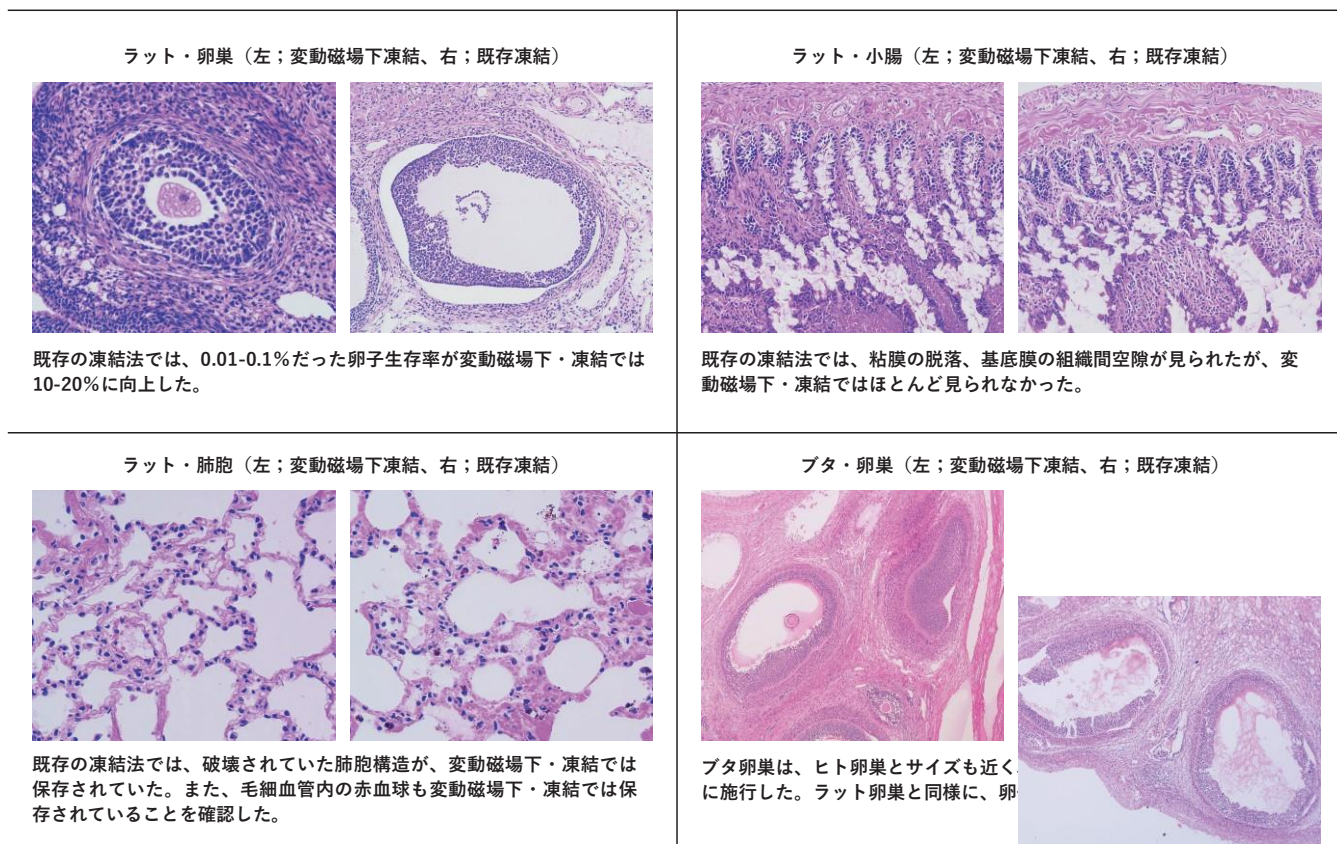 ラット・卵巣（左；変動磁場下凍結、右；既存凍結）
既存の凍結法では、0.01-0.1％だった卵子生存率が変動磁場下・凍結では
10-20％に向上した。
ラット・小腸（左；変動磁場下凍結、右；既存凍結）
既存の凍結法では、粘膜の脱落、基底膜の組織間空隙が見られたが、変
動磁場下・凍結ではほとんど見られなかった。
ラット・肺胞（左；変動磁場下凍結、右；既存凍結）
既存の凍結法では、破壊されていた肺胞構造が、変動磁場下・凍結では
保存されていた。また、毛細血管内の赤血球も変動磁場下・凍結では保
存されていることを確認した。
ブタ・卵巣（左；変動磁場下凍結、右；既存凍結）
ブタ卵巣は、ヒト卵巣とサイズも近く
に施行した。ラット卵巣と同様に、卵